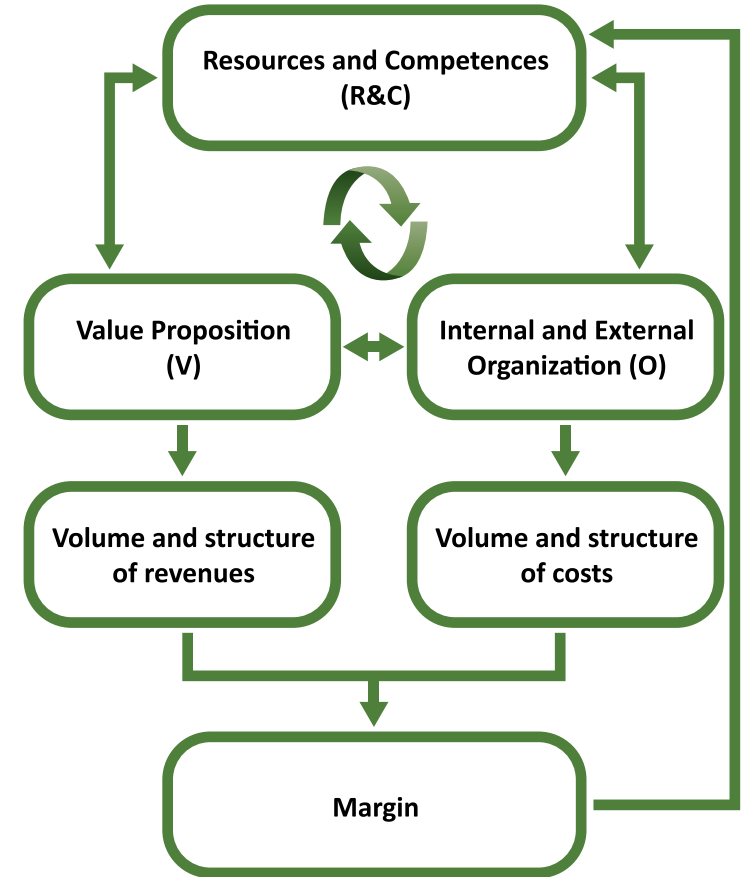 Resources and Competences
(R&C)
Value Proposition
(V)
Internal and External
Organization (O)
Volume and structure
of revenues
Volume and structure
of costs
Margin